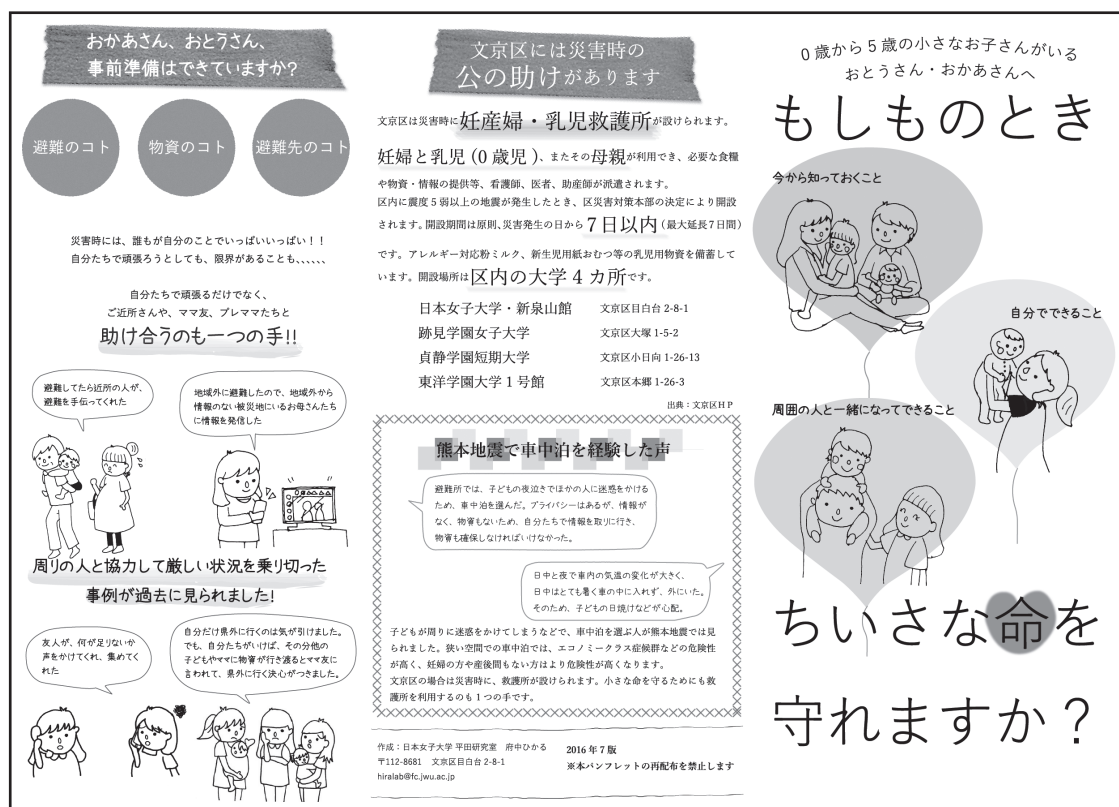 おかあさん、おとうさん、
事前準備はできていますか?
避難のコト
物資のコト
避難先のコト
災害時には、誰もが自分のことでいっぱいいっぱい！！
自分たちで頑張ろうとしても、限界があることも、、、、、、
自分たちで頑張るだけでなく、
ご近所さんや、ママ友、プレママたちと
助け合うのも一つの手!!
避難してたら近所の人が、
避難を手伝ってくれた
地域外に避難したので、地域外から
情報のない被災地にいるお母さんたち
に情報を発信した
周りの人と協力して厳しい状況を乗り切った
事例が過去に見られました!
友人が、何が足りないか
声をかけてくれ、集めてく
れた
自分だけ県外に行くのは気が引けました。
でも、自分たちがいけば、その分他の
子どもやママに物資が行き渡るとママ友に
言われて、県外に行く決心がつきました。
文京区には災害時の
公の助けがあります
文京区は災害時に妊産婦・乳児救護所が設けられます。
妊婦と乳児(0歳児)、またその母親が利用でき、必要な食糧
や物資・情報の提供等、看護師、医者、助産師が派遣されます。
区内に震度5弱以上の地震が発生したとき、区災害対策本部の決定により開設
されます。開設期間は原則、災害発生の日から7日以内(最大延長7日間)
です。アレルギー対応粉ミルク、新生児用紙おむつ等の乳児用物資を備蓄して
います。開設場所は区内の大学4カ所です。
日本女子大学・新泉山館 文京区目白台2-8-1
跡見学園女子大学 文京区大塚1-5-2
貞静学園短期大学 文京区小日向1-26-13
東洋学園大学1号館 文京区本郷1-26-3
出典：文京区HP
熊本地震で車中泊を経験した声
避難所では、子どもの夜泣きでほかの人に迷惑をかける
ため、車中泊を選んだ。プライバシーはあるが、情報が
なく、物資もないため、自分たちで情報を取りに行き、
物資も確保しなければいけなかった。
日中と夜で車内の気温の変化が大きく、
日中はとても暑く車の中に入れず、外にいた。
そのため、子どもの日焼けなどが心配。
子どもが周りに迷惑をかけてしまうなどで、車中泊を選ぶ人が熊本地震では見
られました。狭い空間での車中泊では、エコノミークラス症候群などの危険性
が高く、妊婦の方や産後間もない方はより危険性が高くなります。
文京区の場合は災害時に、救護所が設けられます。小さな命を守るためにも救
護所を利用するのも1つの手です。
作成：日本女子大学 平田研究室 府中ひかる
〒112-8681 文京区目白台2-8-1
hiralab@fc.jwu.ac.jp
2016年7版
※本パンフレットの再配布を禁止します
0歳から5歳の小さなお子さんがいる
おとうさん・おかあさんへ
もしものとき
今から知っておくこと
自分でできること
周囲の人と一緒になってできること
ちいさな命を
守れますか？